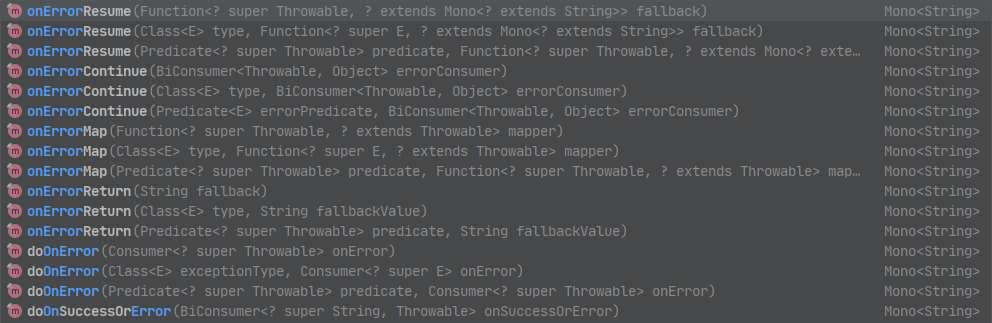 onErrorResume(Function<? super Throwable, ? extends Mono<? extends String>> fallback) Mono<String>
onErrorResume(Class<E> type, Function<? super E, ? extends Mono<? extends String>> fallback) Mono<String>
onErrorResume(Predicate<? super Throwable> predicate, Function<? super Throwable, ? extends Mono<? exte… Mono<String>
onErrorContinue(BiConsumer<Throwable, Object> errorConsumer) Mono<String>
onErrorContinue(Class<E> type, BiConsumer<Throwable, Object> errorConsumer) Mono<String>
onErrorContinue(Predicate<E> errorPredicate, BiConsumer<Throwable, Object> errorConsumer) Mono<String>
onErrorMap(Function<? super Throwable, ? extends Throwable> mapper) Mono<String>
onErrorMap(Class<E> type, Function<? super E, ? extends Throwable> mapper) Mono<String>
onErrorMap(Predicate<? super Throwable> predicate, Function<? super Throwable, ? extends Throwable> map… Mono<String>
onErrorReturn(String fallback) Mono<String>
onErrorReturn(Class<E> type, String fallbackValue) Mono<String>
onErrorReturn(Predicate<? super Throwable> predicate, String fallbackValue) Mono<String>
doOnError(Consumer<? super Throwable> onError) Mono<String>
doOnError(Class<E> exceptionType, Consumer<? super E> onError) Mono<String>
doOnError(Predicate<? super Throwable> predicate, Consumer<? super Throwable> onError) Mono<String>
doOnSuccessOrError(BiConsumer<? super String, Throwable> onSuccessOrError) Mono<String>